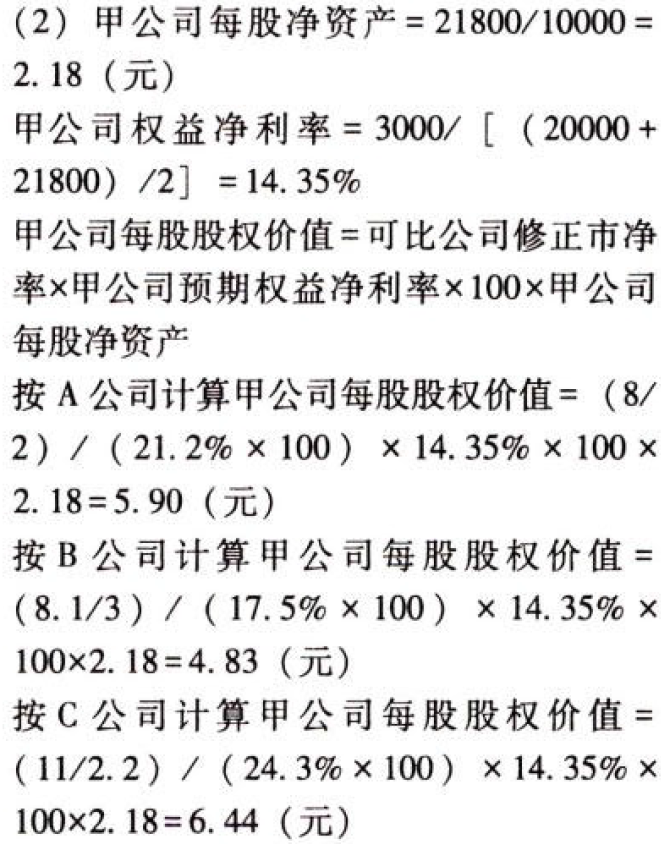 (2) 甲公司每股净资产=21800/10000=
2.18（元）
甲公司权益净利率=3000/［（20000+
21800）/2］=14.35%
甲公司每股股权价值=可比公司修正市净
率×甲公司预期权益净利率×100×甲公司
每股净资产
按A公司计算甲公司每股股权价值=（8/
2）/（21.2%×100）×14.35%×100×
2.18=5.90（元）
按B公司计算甲公司每股股权价值=
（8.1/3）/（17.5%×100）×14.35%×
100×2.18=4.83（元）
按C公司计算甲公司每股股权价值=
（11/2.2）/（24.3%×100）×14.35%×
100×2.18=6.44（元）